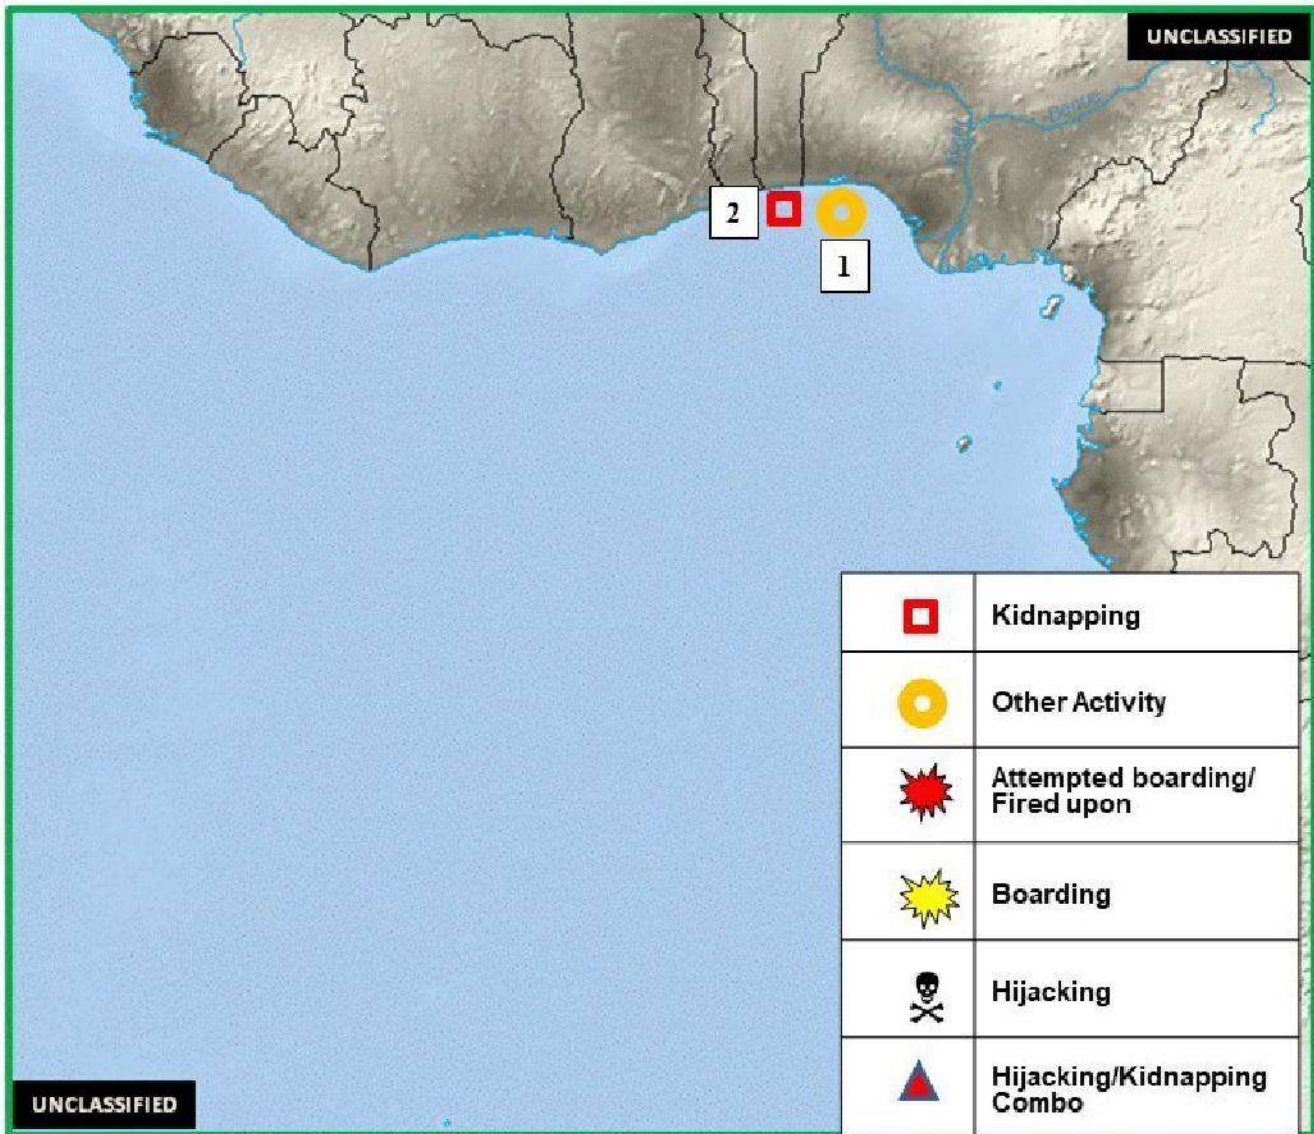 UNCLASSIFIED
Benue
2
1
Kidnapping
Other Activity
Attempted boarding/
Fired upon
Boarding
Hijacking
Hijacking/Kidnapping
Combo
UNCLASSIFIED